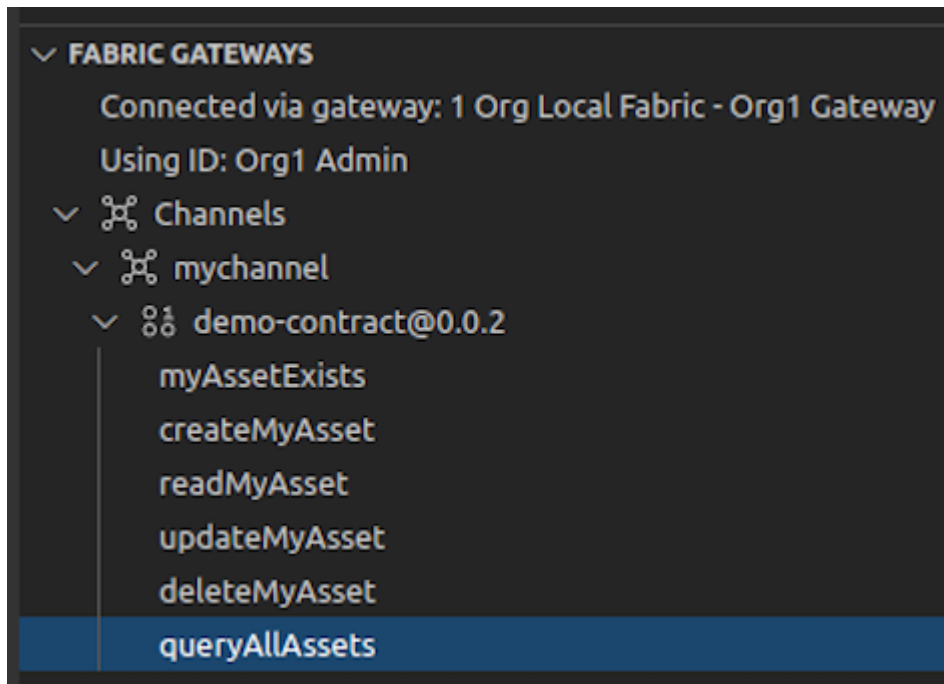 FABRIC GATEWAYS
Connected via gateway: 1 Org Local Fabric - Org1 Gateway
Using ID: Org1 Admin
Channels
mychannel
demo-contract@0.0.2
myAssetExists
createMyAsset
readMyAsset
updateMyAsset
deleteMyAsset
queryAllAssets